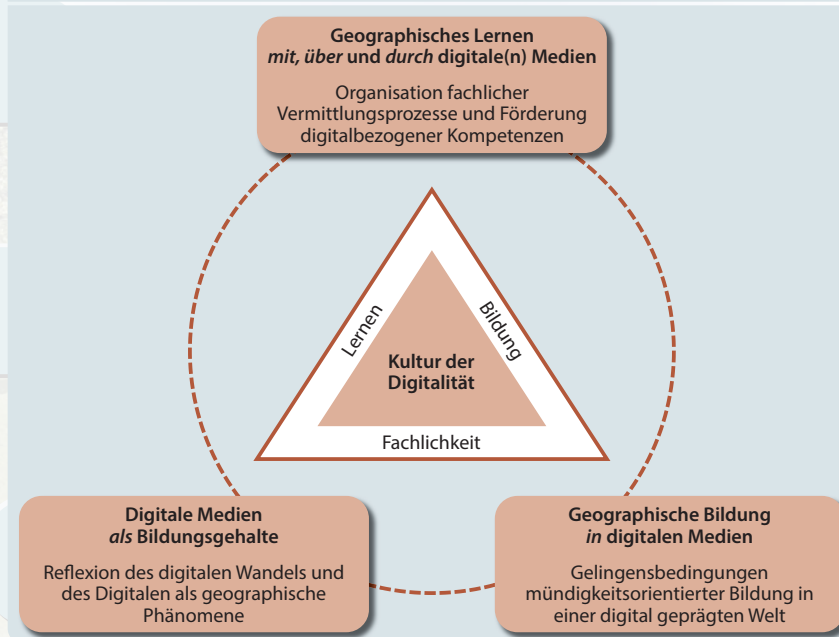 Geographisches Lernen
mit, über und durch digitale(n) Medien
Organisation fachlicher
Vermittlungsprozesse und Förderung
digitalbezogener Kompetenzen
Lernen
Bildung
Kultur der
Digitalität
Fachlichkeit
Digitale Medien
als Bildungsgehalte
Reflexion des digitalen Wandels und
des Digitalen als geographische
Phänomene
Geographische Bildung
in digitalen Medien
Gelingensbedingungen
mündigkeitsorientierter Bildung in
einer digital geprägten Welt